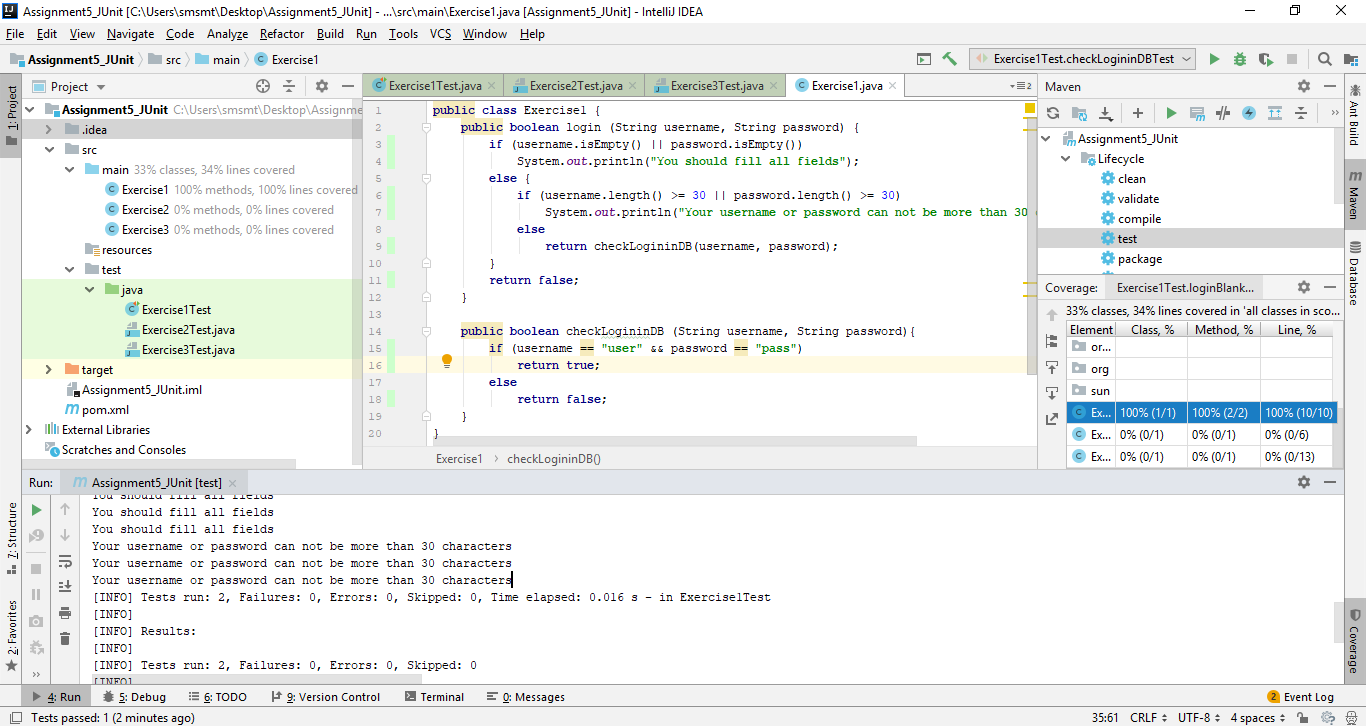 Assignment5_JUnit [C:\Users\smsmt\Desktop\Assignment5_JUnit] - ...\src\main\Exercise1.java [Assignment5_JUnit] - IntelliJ IDEA
File Edit View Navigate Code Analyze Refactor Build Run Tools VCS Window Help
Assignment5_JUnit src main Exercise1
Exercise1Test.checkLogininDBTest
1: Project
7: Structure
2: Favorites
Project
Assignment5_JUnit C:\Users\smsmt\Desktop\Assignm
.idea
src
main 33% classes, 34% lines covered
Exercise1 100% methods, 100% lines covered
Exercise2 0% methods, 0% lines covered
Exercise3 0% methods, 0% lines covered
resources
test
java
Exercise1Test
Exercise2Test.java
Exercise3Test.java
target
Assignment5_JUnit.iml
pom.xml
External Libraries
Scratches and Consoles
Exercise1Test.java Exercise2Test.java Exercise3Test.java Exercise1.java
1 public class Exercise1 {
2 public boolean login (String username, String password) {
3 if (username.isEmpty() || password.isEmpty())
4 System.out.println("You should fill all fields");
5 else {
6 if (username.length() >= 30 || password.length() >= 30)
7 System.out.println("Your username or password can not be more than 30
8 else
9 return checkLogininDB(username, password);
10 }
11 return false;
12 }
13
14 public boolean checkLogininDB (String username, String password){
15 if (username == "user" && password == "pass")
16 return true;
17 else
18 return false;
19 }
20 }
Exercise1 checkLogininDB()
Maven
Assignment5_JUnit
Lifecycle
clean
validate
compile
test
package
Coverage: Exercise1Test.loginBlank...
33% classes, 34% lines covered in 'all classes in sco...
Element Class, % Method, % Line, %
or...
org
sun
Ex... 100% (1/1) 100% (2/2) 100% (10/10)
Ex... 0% (0/1) 0% (0/1) 0% (0/6)
Ex... 0% (0/1) 0% (0/1) 0% (0/13)
Ant Build
Maven
Database
Coverage
Run: Assignment5_JUnit [test]
You should fill all fields
You should fill all fields
You should fill all fields
Your username or password can not be more than 30 characters
Your username or password can not be more than 30 characters
Your username or password can not be more than 30 characters
[INFO] Tests run: 2, Failures: 0, Errors: 0, Skipped: 0, Time elapsed: 0.016 s - in Exercise1Test
[INFO]
[INFO] Results:
[INFO]
[INFO] Tests run: 2, Failures: 0, Errors: 0, Skipped: 0
[INFO]
4: Run 5: Debug 6: TODO 9: Version Control Terminal 0: Messages 2 Event Log
Tests passed: 1 (2 minutes ago) 35:61 CRLF UTF-8 4 spaces